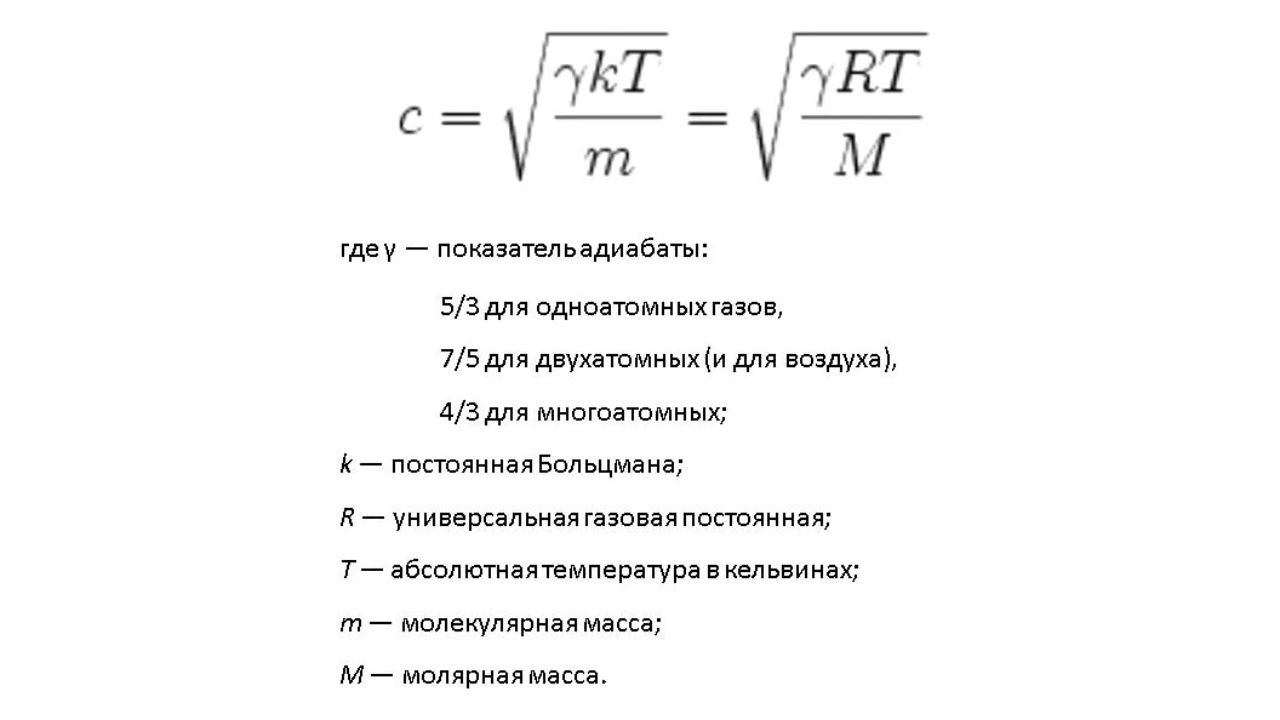 c = √(γkT/m) = √(γRT/M)
где γ — показатель адиабаты:
5/3 для одноатомных газов,
7/5 для двухатомных (и для воздуха),
4/3 для многоатомных;
k — постоянная Больцмана;
R — универсальная газовая постоянная;
T — абсолютная температура в кельвинах;
m — молекулярная масса;
M — молярная масса.